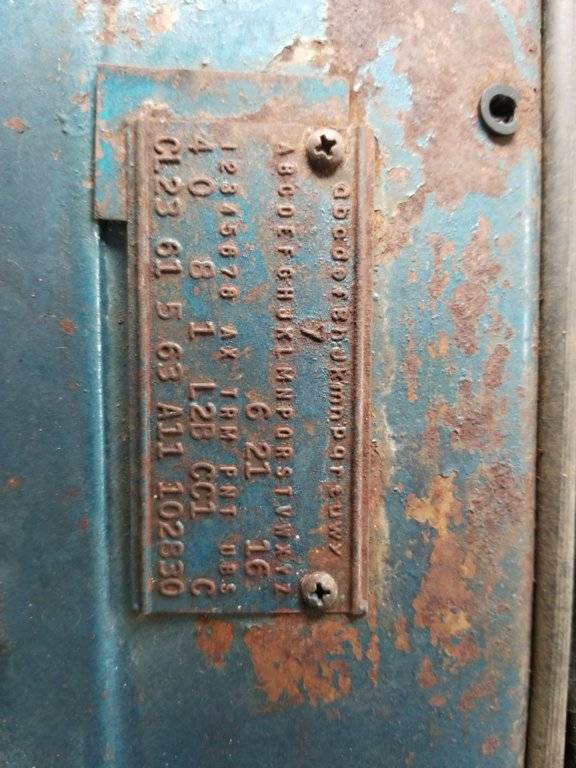 abcdefghjkmnpqrsuwy
7
ABCDEFGHJKLMNPQRSTVWXYZ
6 21 16
12345678 AX TRM PNT UBS
4 0 8 1 L2B CC1 C
CL23 61 5 63 A11 102830